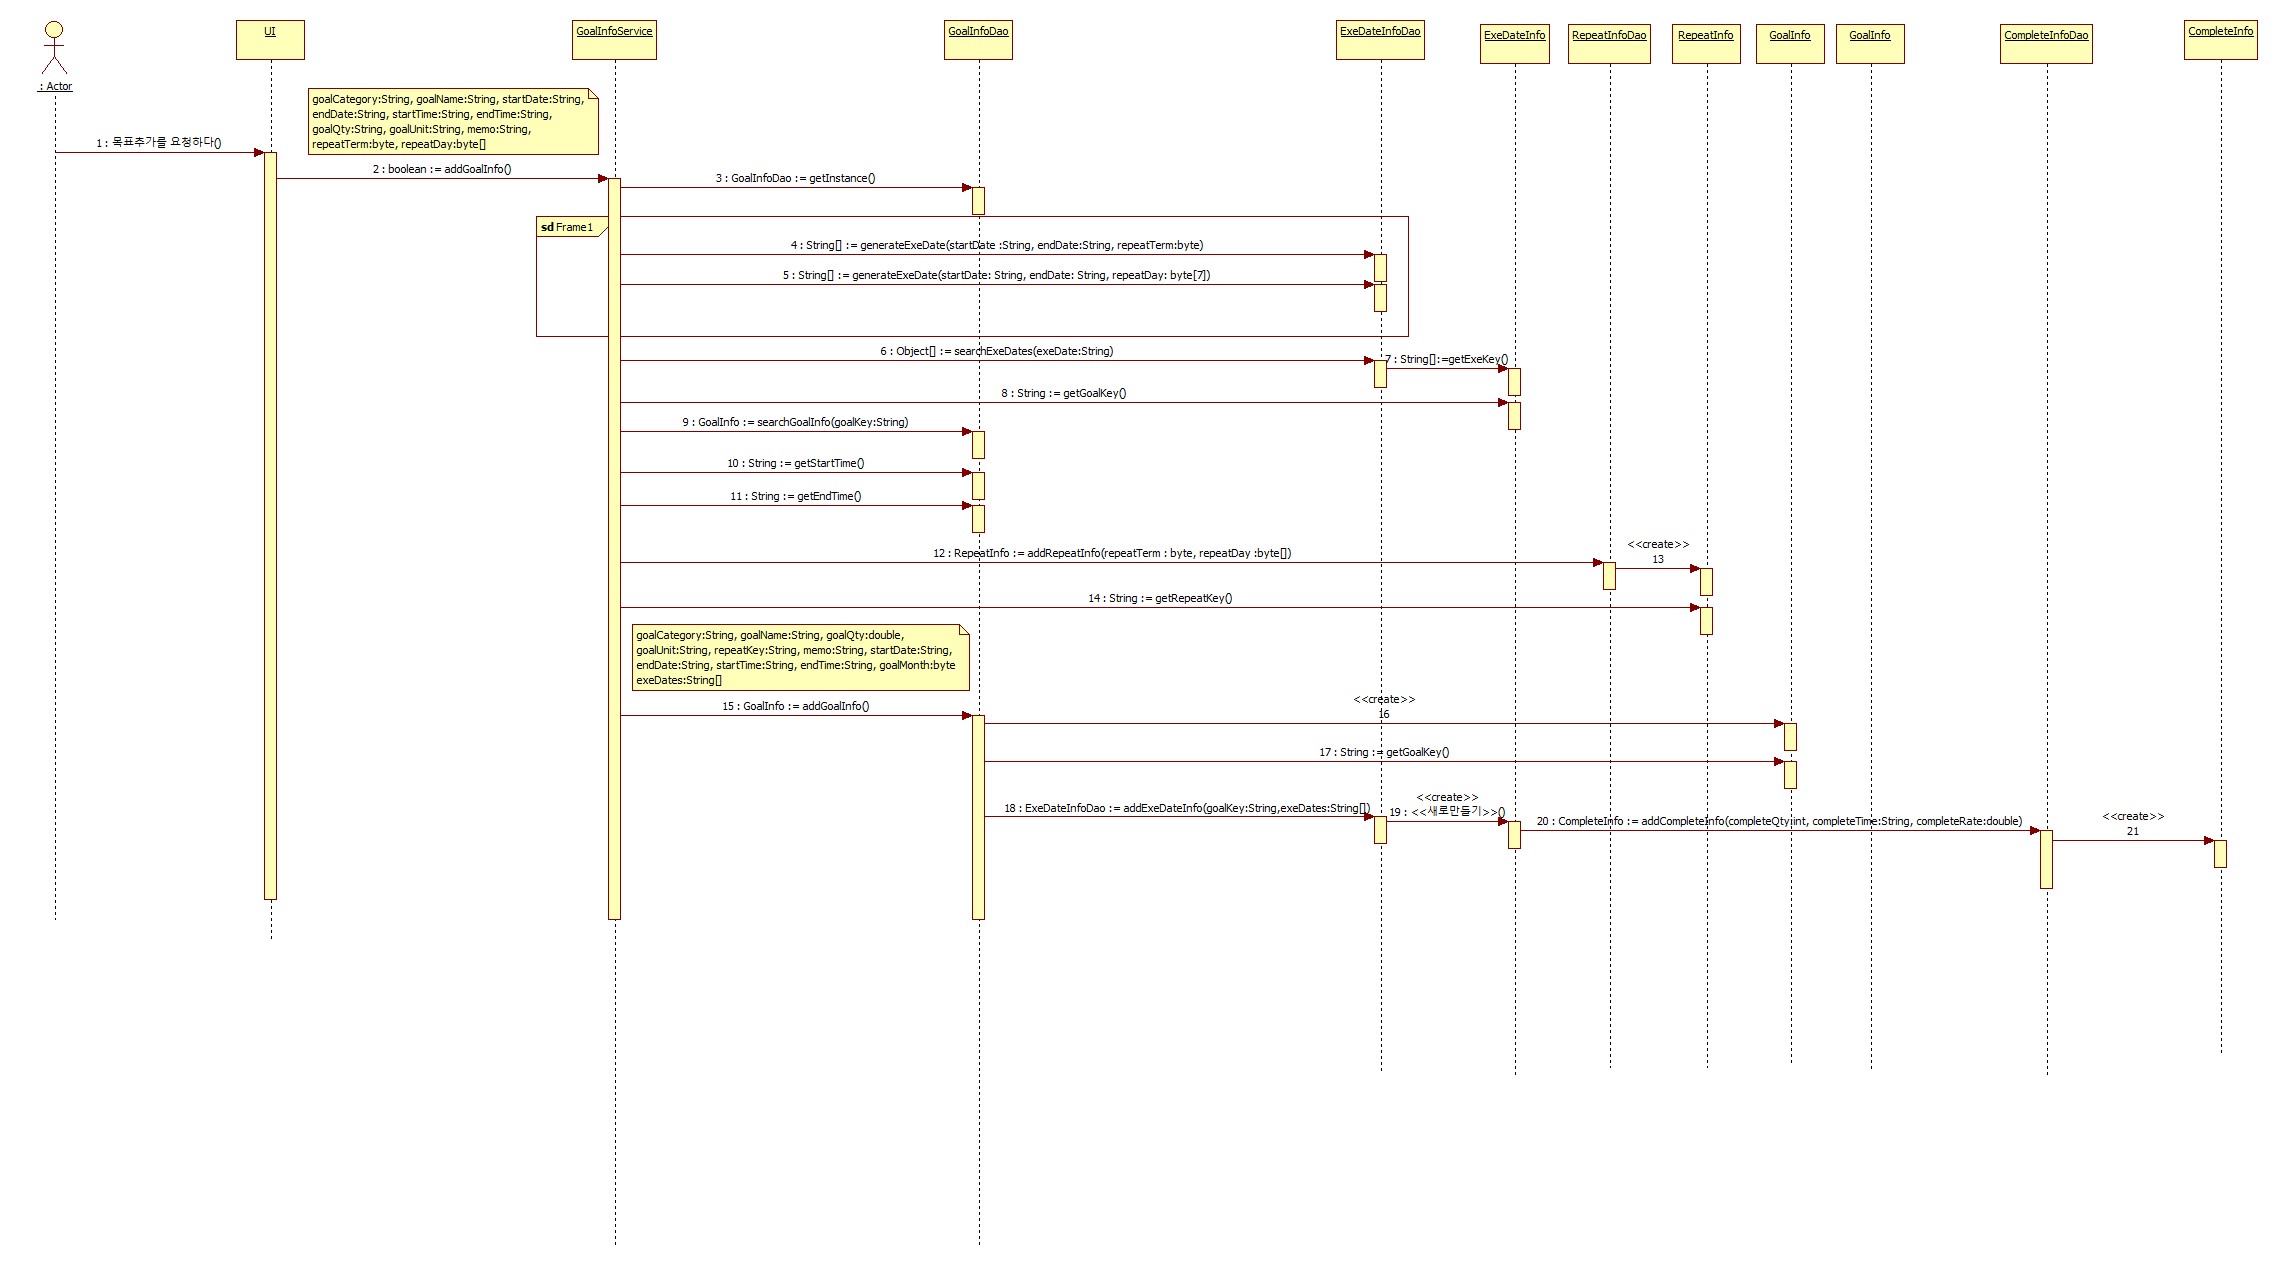 UI
GoalInfoService
GoalInfoDao
ExeDateInfoDao
ExeDateInfo
RepeatInfoDao
RepeatInfo
GoalInfo
GoalInfo
CompleteInfoDao
CompleteInfo
: Actor
goalCategory:String, goalName:String, startDate:String,
endDate:String, startTime:String, endTime:String,
goalQty:String, goalUnit:String, memo:String,
repeatTerm:byte, repeatDay:byte[]
1 : 목표추가를 요청하다()
2 : boolean := addGoalInfo()
3 : GoalInfoDao := getInstance()
sd Frame1
4 : String[] := generateExeDate(startDate :String, endDate:String, repeatTerm:byte)
5 : String[] := generateExeDate(startDate: String, endDate: String, repeatDay: byte[7])
6 : Object[] := searchExeDates(exeDate:String)
7 : String[]:=getExeKey()
8 : String := getGoalKey()
9 : GoalInfo := searchGoalInfo(goalKey:String)
10 : String := getStartTime()
11 : String := getEndTime()
12 : RepeatInfo := addRepeatInfo(repeatTerm : byte, repeatDay :byte[])
<<create>>
13
14 : String := getRepeatKey()
goalCategory:String, goalName:String, goalQty:double,
goalUnit:String, repeatKey:String, memo:String, startDate:String,
endDate:String, startTime:String, endTime:String, goalMonth:byte
exeDates:String[]
15 : GoalInfo := addGoalInfo()
<<create>>
16
17 : String := getGoalKey()
18 : ExeDateInfoDao := addExeDateInfo(goalKey:String,exeDates:String[])
<<create>>
19 : <<새로만들기>>()
20 : CompleteInfo := addCompleteInfo(completeQty:int, completeTime:String, completeRate:double)
<<create>>
21